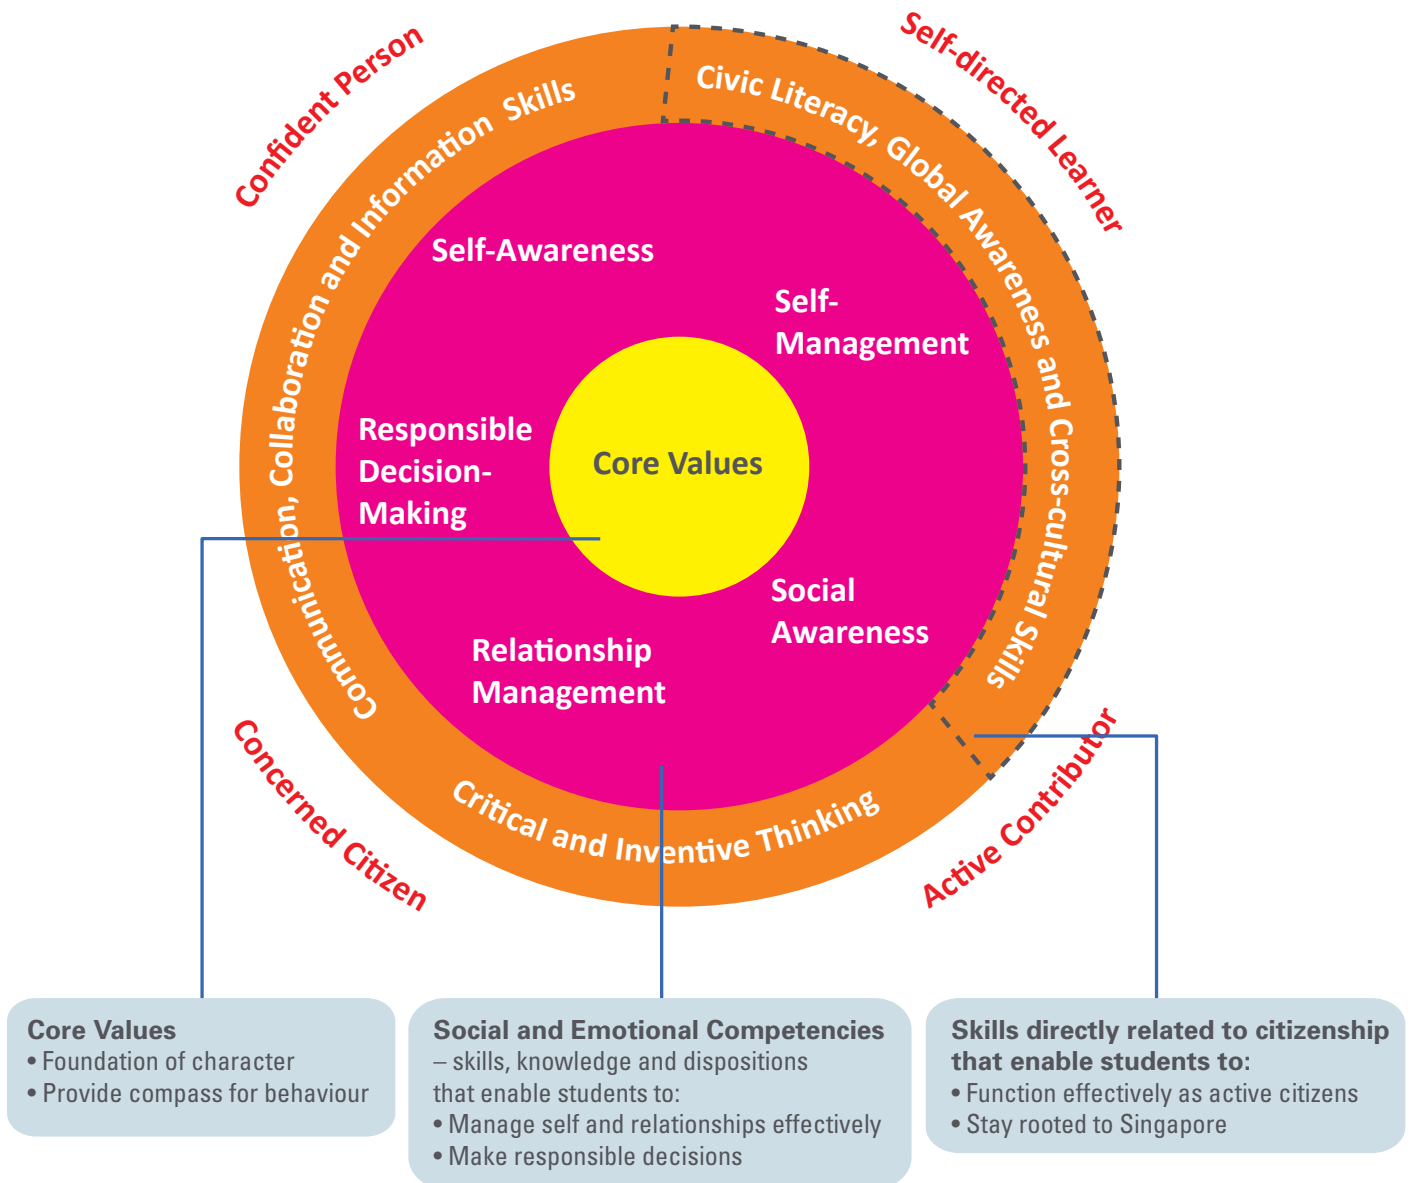 Confident Person
Self-directed Learner
Communication, Collaboration and Information Skills
Civic Literacy, Global Awareness and Cross-cultural Skills
Self-Awareness
Self-
Management
Responsible
Decision-
Making
Core Values
Social
Awareness
Relationship
Management
Critical and Inventive Thinking
Concerned Citizen
Active Contributor
Core Values
• Foundation of character
• Provide compass for behaviour
Social and Emotional Competencies
– skills, knowledge and dispositions
that enable students to:
• Manage self and relationships effectively
• Make responsible decisions
Skills directly related to citizenship
that enable students to:
• Function effectively as active citizens
• Stay rooted to Singapore